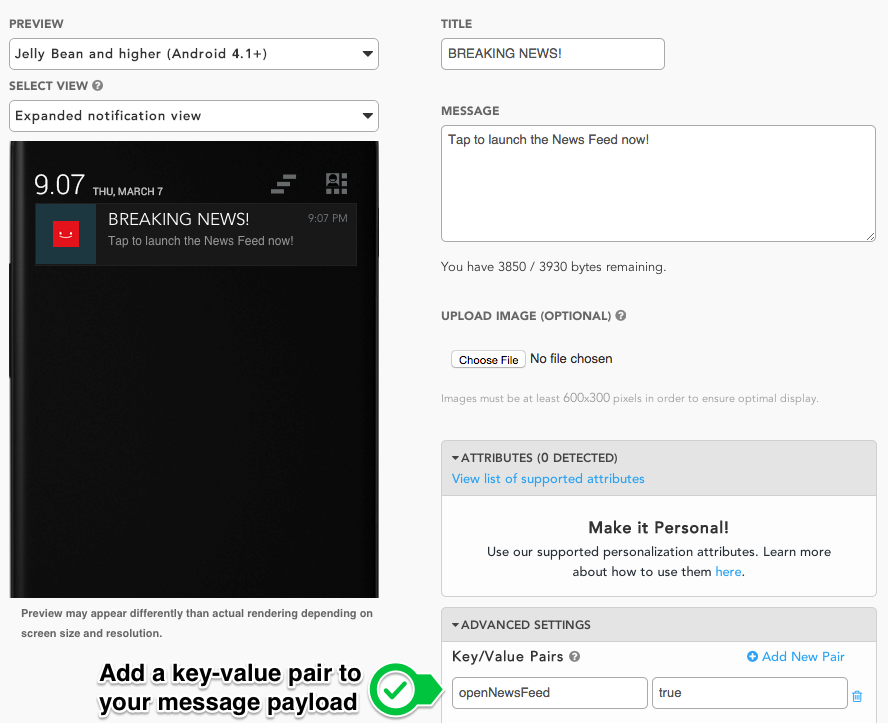 PREVIEW
Jelly Bean and higher (Android 4.1+)
SELECT VIEW
Expanded notification view
9.07 THU, MARCH 7
BREAKING NEWS! 9:07 PM
Tap to launch the News Feed now!
Preview may appear differently than actual rendering depending on
screen size and resolution.
Add a key-value pair to
your message payload
TITLE
BREAKING NEWS!
MESSAGE
Tap to launch the News Feed now!
You have 3850 / 3930 bytes remaining.
UPLOAD IMAGE (OPTIONAL) ?
Choose File No file chosen
Images must be at least 600x300 pixels in order to ensure optimal display.
ATTRIBUTES (0 DETECTED)
View list of supported attributes
Make it Personal!
Use our supported personalization attributes. Learn more
about how to use them here.
ADVANCED SETTINGS
Key/Value Pairs ? Add New Pair
openNewsFeed true